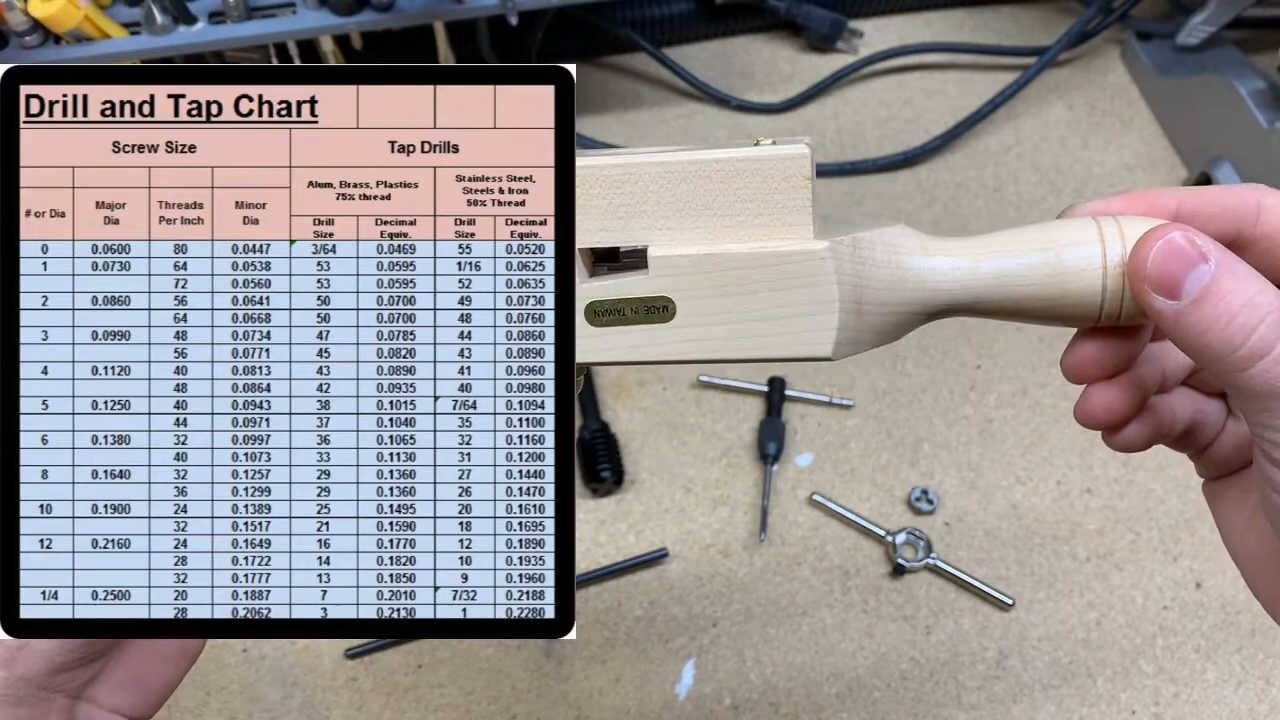 Drill and Tap Chart
Screw Size Tap Drills
# or Dia Major Dia Threads Per Inch Minor Dia Alum, Brass, Plastics 75% thread Stainless Steel, Steels & Iron 50% Thread
Drill Size Decimal Equiv. Drill Size Decimal Equiv.
0 0.0600 80 0.0447 3/64 0.0469 55 0.0520
1 0.0730 64 0.0538 53 0.0595 1/16 0.0625
72 0.0560 53 0.0595 52 0.0635
2 0.0860 56 0.0641 50 0.0700 49 0.0730
64 0.0668 50 0.0700 48 0.0760
3 0.0990 48 0.0734 47 0.0785 44 0.0860
56 0.0771 45 0.0820 43 0.0890
4 0.1120 40 0.0813 43 0.0890 41 0.0960
48 0.0864 42 0.0935 40 0.0980
5 0.1250 40 0.0943 38 0.1015 7/64 0.1094
44 0.0971 37 0.1040 35 0.1100
6 0.1380 32 0.0997 36 0.1065 32 0.1160
40 0.1073 33 0.1130 31 0.1200
8 0.1640 32 0.1257 29 0.1360 27 0.1440
36 0.1299 29 0.1360 26 0.1470
10 0.1900 24 0.1389 25 0.1495 20 0.1610
32 0.1517 21 0.1590 18 0.1695
12 0.2160 24 0.1649 16 0.1770 12 0.1890
28 0.1722 14 0.1820 10 0.1935
32 0.1777 13 0.1850 9 0.1960
1/4 0.2500 20 0.1887 7 0.2010 7/32 0.2188
28 0.2062 3 0.2130 1 0.2280
MADE IN TAIWAN